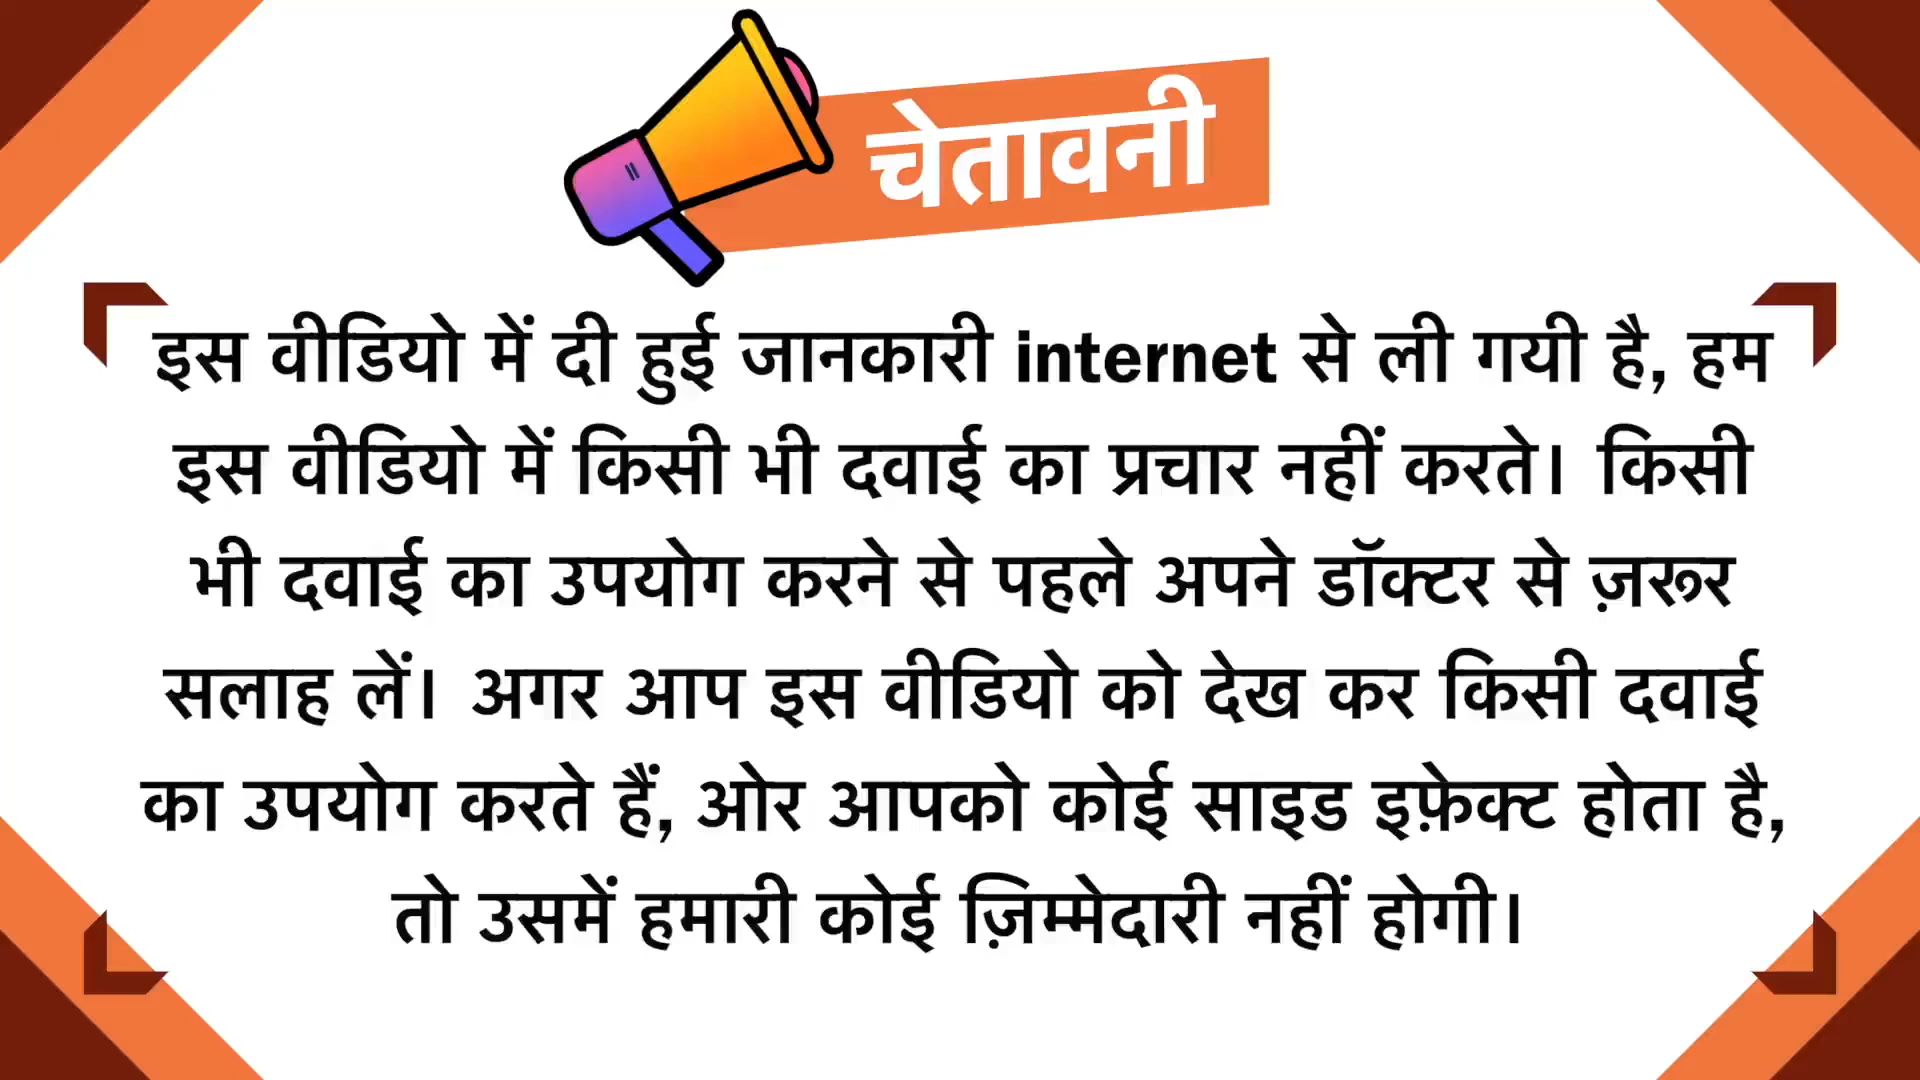 चेतावनी
इस वीडियो में दी हुई जानकारी internet से ली गयी है, हम
इस वीडियो में किसी भी दवाई का प्रचार नहीं करते। किसी
भी दवाई का उपयोग करने से पहले अपने डॉक्टर से ज़रूर
सलाह लें। अगर आप इस वीडियो को देख कर किसी दवाई
का उपयोग करते हैं, ओर आपको कोई साइड इफ़ेक्ट होता है,
तो उसमें हमारी कोई ज़िम्मेदारी नहीं होगी।